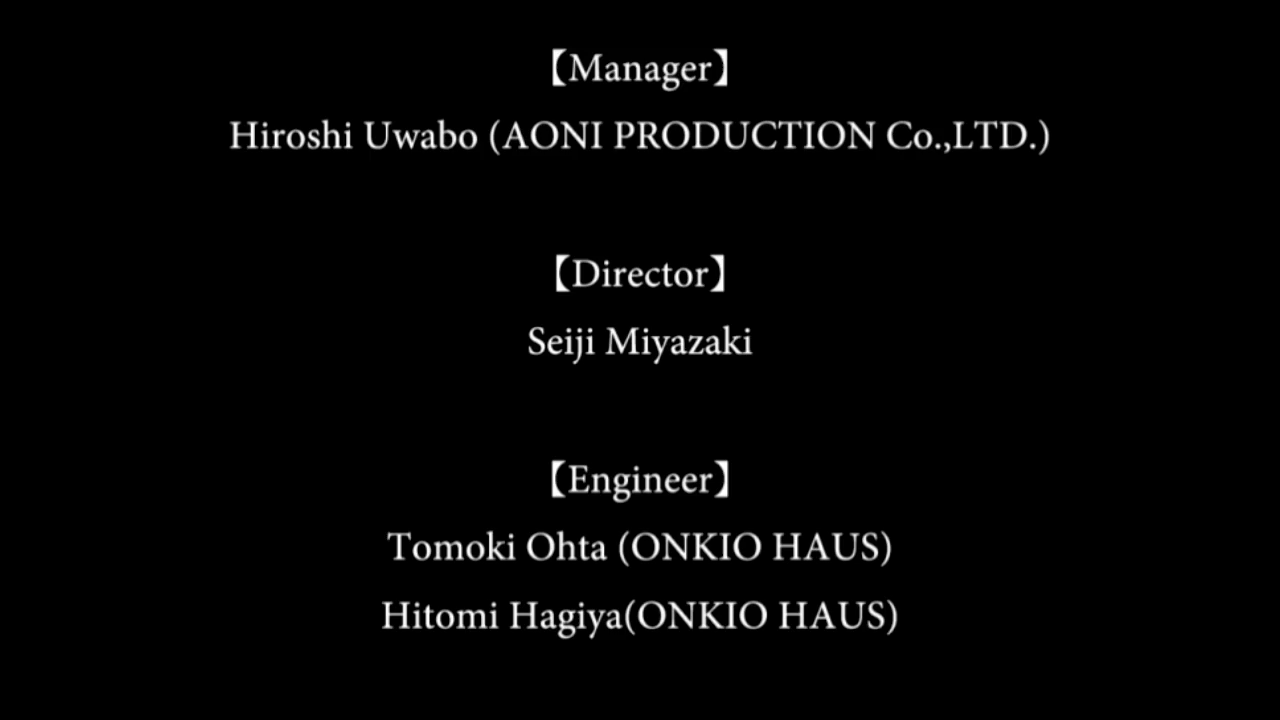 【Manager】
Hiroshi Uwabo (AONI PRODUCTION Co.,LTD.)
【Director】
Seiji Miyazaki
【Engineer】
Tomoki Ohta (ONKIO HAUS)
Hitomi Hagiya(ONKIO HAUS)